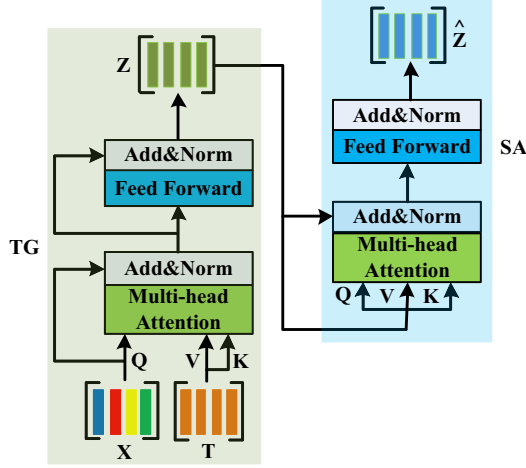 Z
Add&Norm
Feed Forward
TG
Add&Norm
Multi-head
Attention
Q
V
K
X
T
^
Z
Add&Norm
Feed Forward
SA
Add&Norm
Multi-head
Attention
Q
V
K